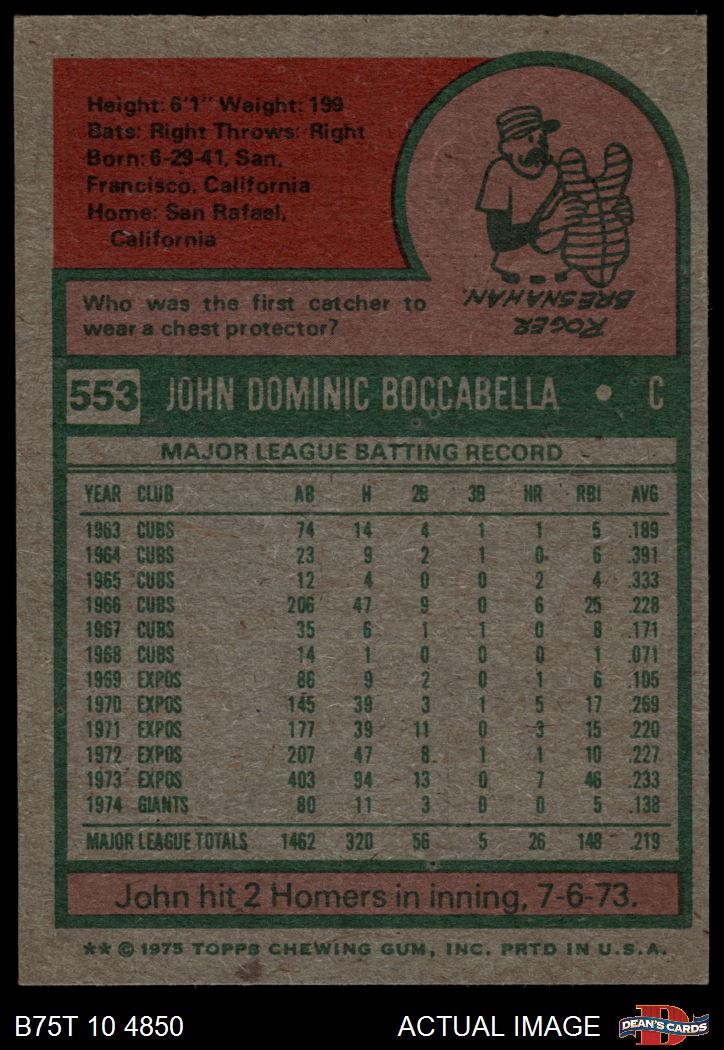 Height: 6'1" Weight: 199
Bats: Right Throws: Right
Born: 6-29-41, San.
Francisco, California
Home: San Rafael,
California
Who was the first catcher to
wear a chest protector?
ROGER
BRESNAHAN.
553 JOHN DOMINIC BOCCABELLA • C
MAJOR LEAGUE BATTING RECORD
YEAR CLUB AB H 2B 3B HR RBI AVG
1963 CUBS 74 14 4 1 1 5 .189
1964 CUBS 23 9 2 1 0 6 .391
1965 CUBS 12 4 0 0 2 4 .333
1966 CUBS 206 47 9 0 6 25 .228
1967 CUBS 35 6 1 1 0 8 .171
1968 CUBS 14 1 0 0 0 1 .071
1969 EXPOS 86 9 2 0 1 6 .105
1970 EXPOS 145 39 3 1 5 17 .269
1971 EXPOS 177 39 11 0 3 15 .220
1972 EXPOS 207 47 8 1 1 10 .227
1973 EXPOS 403 94 13 0 7 46 .233
1974 GIANTS 80 11 3 0 0 5 .138
MAJOR LEAGUE TOTALS 1462 320 56 5 26 148 .219
John hit 2 Homers in inning, 7-6-73.
** © 1975 TOPPS CHEWING GUM, INC. PRTD IN U.S.A.
B75T 10 4850 ACTUAL IMAGE D DEAN'S CARDS